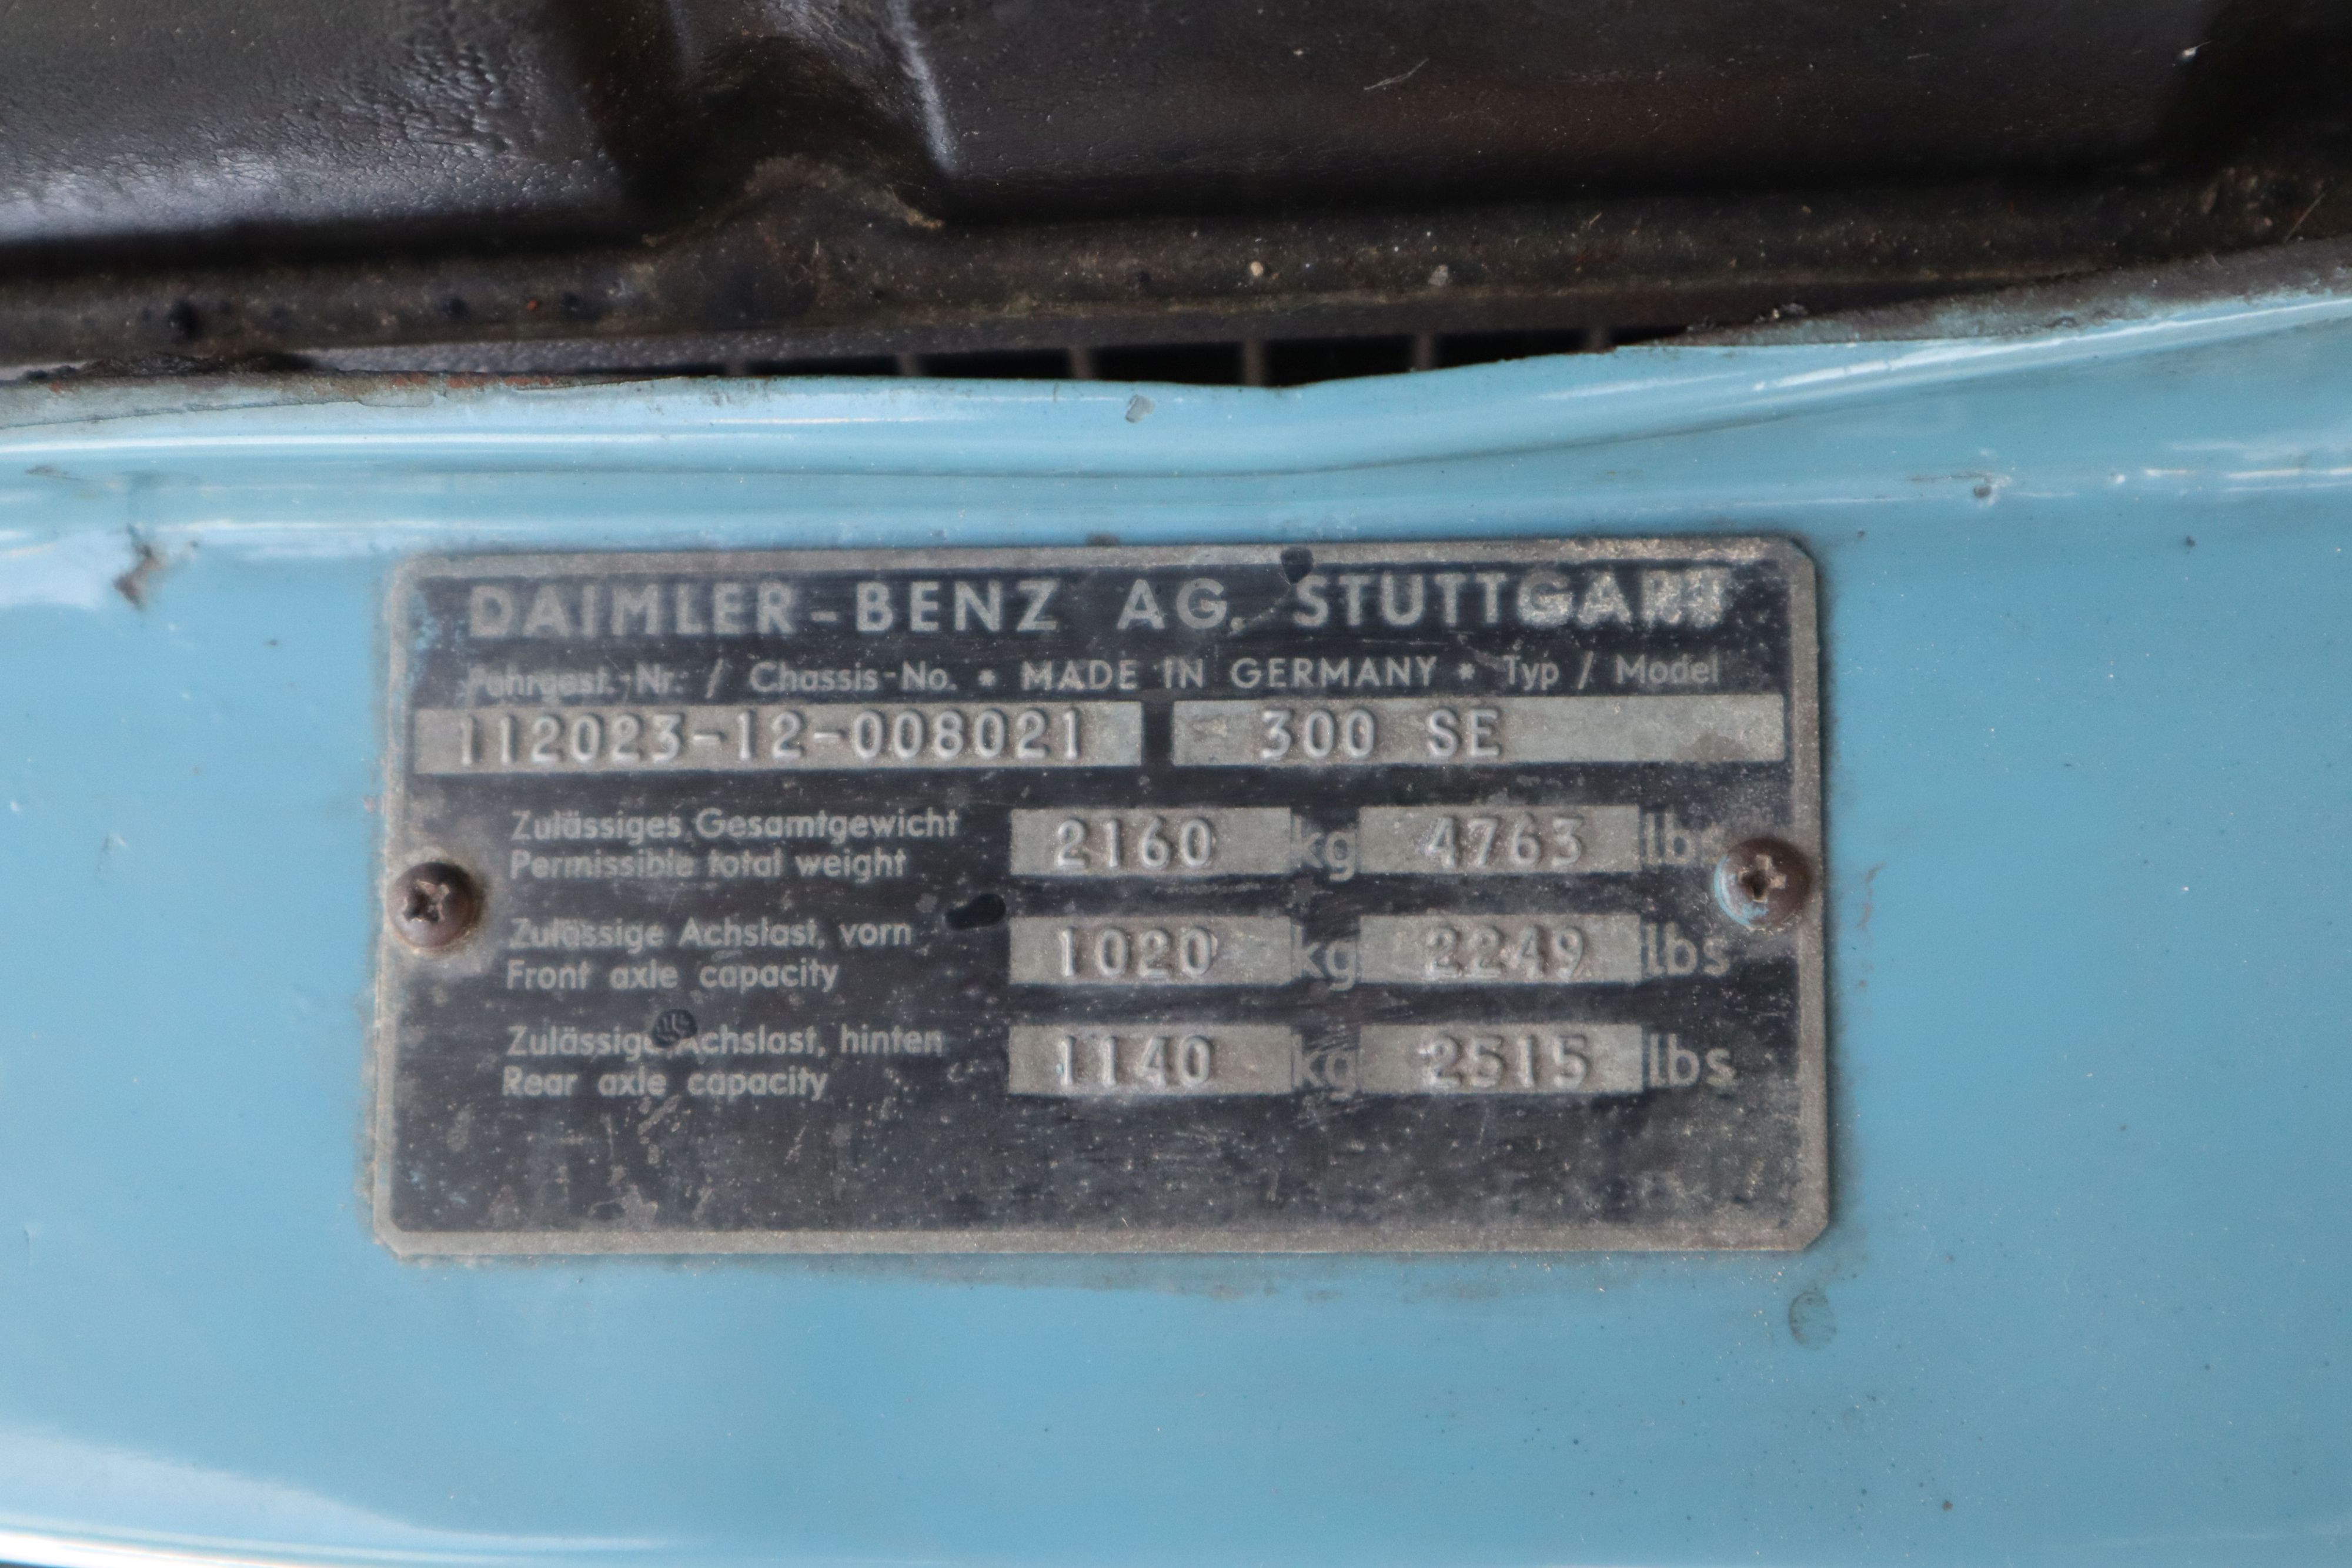 DAIMLER-BENZ AG. STUTTGART
Fahrgest.-Nr. / Chassis-No. * MADE IN GERMANY * Typ / Model
112023-12-008021 300 SE
Zulässiges Gesamtgewicht
Permissible total weight
2160 kg 4763 lbs
Zulässige Achslast, vorn
Front axle capacity
1020 kg 2249 lbs
Zulässige Achslast, hinten
Rear axle capacity
1140 kg 2515 lbs